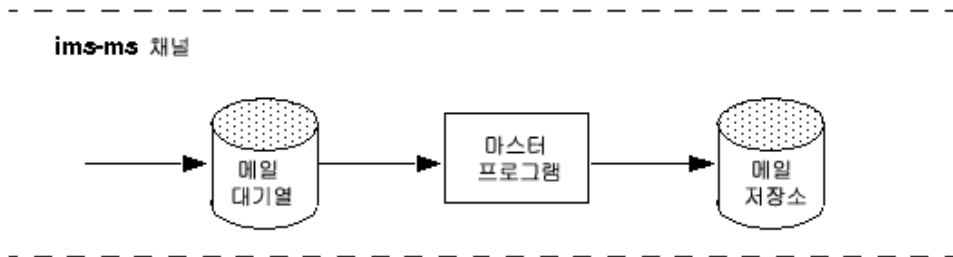 ims-ms 채널
메일
대기열
마스터
프로그램
메일
저장소